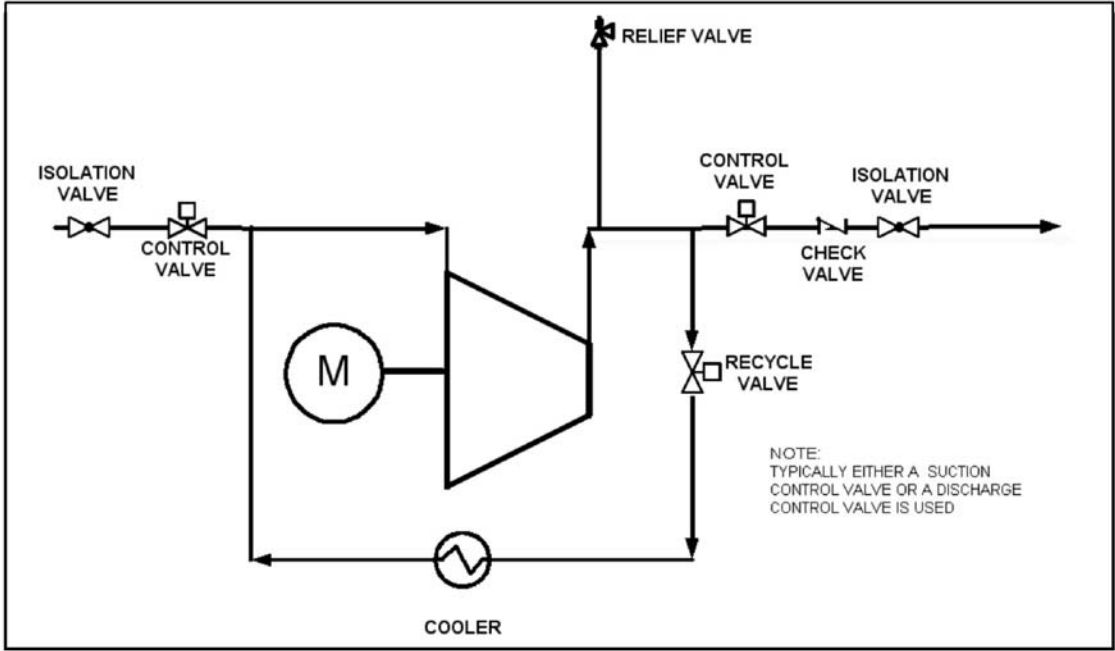 RELIEF VALVE
ISOLATION
VALVE
CONTROL
VALVE
CONTROL
VALVE
ISOLATION
VALVE
CHECK
VALVE
M
RECYCLE
VALVE
NOTE:
TYPICALLY EITHER A SUCTION
CONTROL VALVE OR A DISCHARGE
CONTROL VALVE IS USED
COOLER